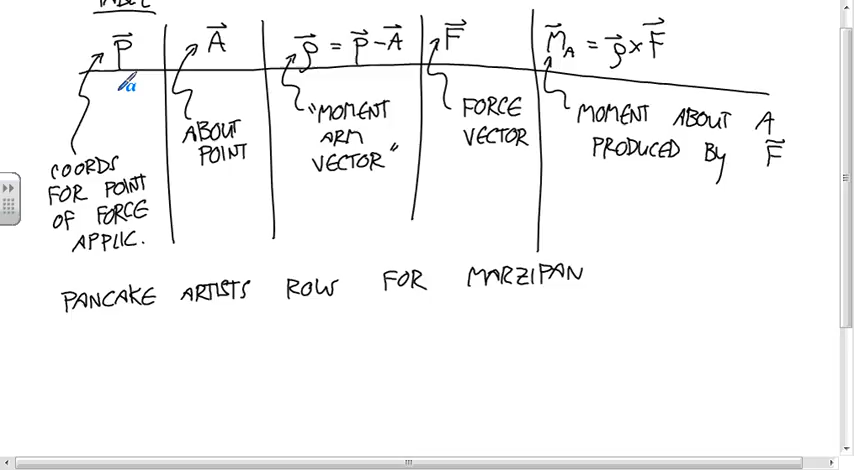 TABLE
P⃗
A⃗
ρ⃗ = P⃗ - A⃗
F⃗
M⃗A = ρ⃗ × F⃗
COORDS
FOR POINT
OF FORCE
APPLIC.
ABOUT
POINT
"MOMENT
ARM
VECTOR"
FORCE
VECTOR
MOMENT ABOUT A
PRODUCED BY F⃗
PANCAKE ARTISTS ROW FOR MARZIPAN